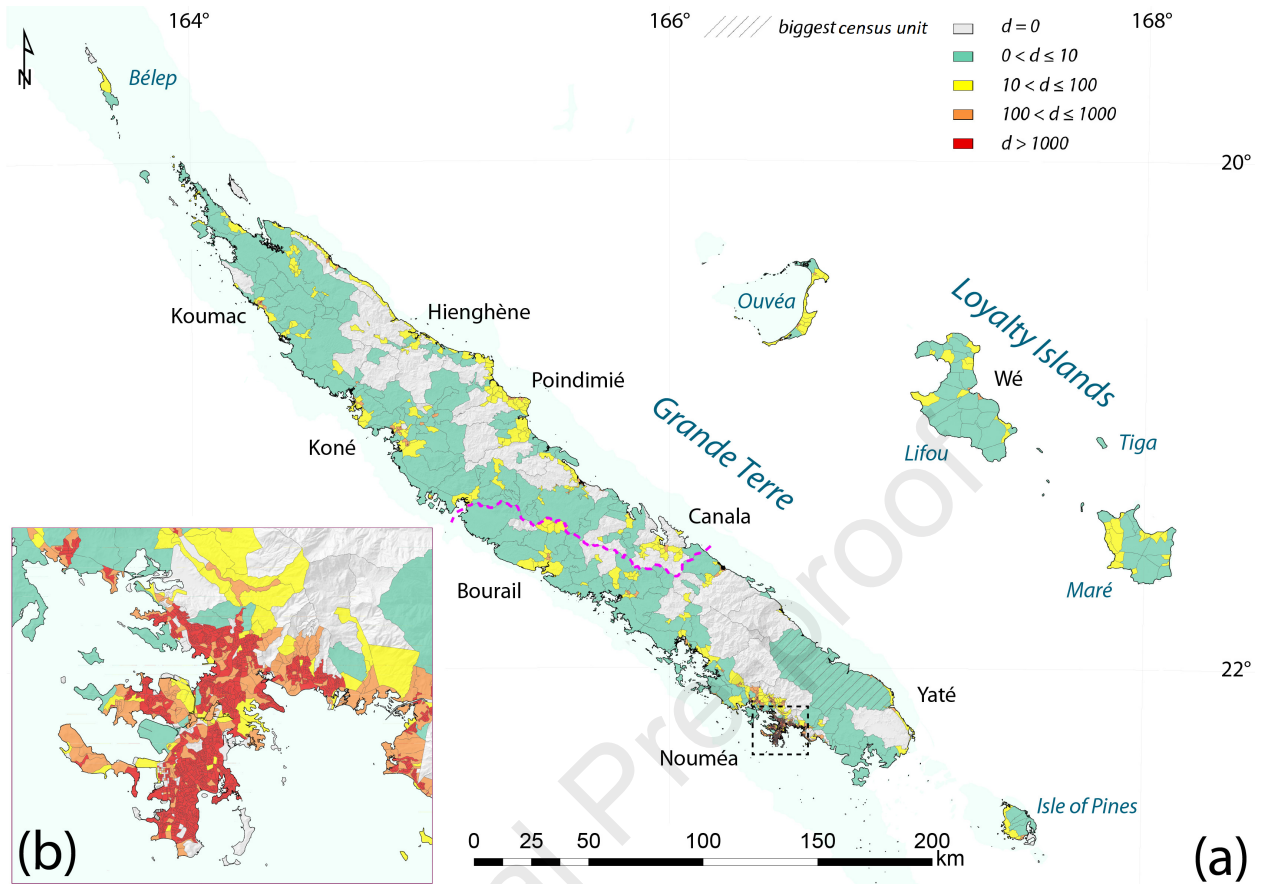 164°
166°
168°
biggest census unit
d = 0
0 < d ≤ 10
10 < d ≤ 100
100 < d ≤ 1000
d > 1000
N
Bélep
20°
Koumac
Hienghène
Ouvéa
Loyalty Islands
Poindimié
Wé
Koné
Grande Terre
Lifou
Tiga
Canala
Bourail
Maré
22°
Yaté
Nouméa
Isle of Pines
0 25 50 100 150 200
km
(b)
(a)
Pre-proof